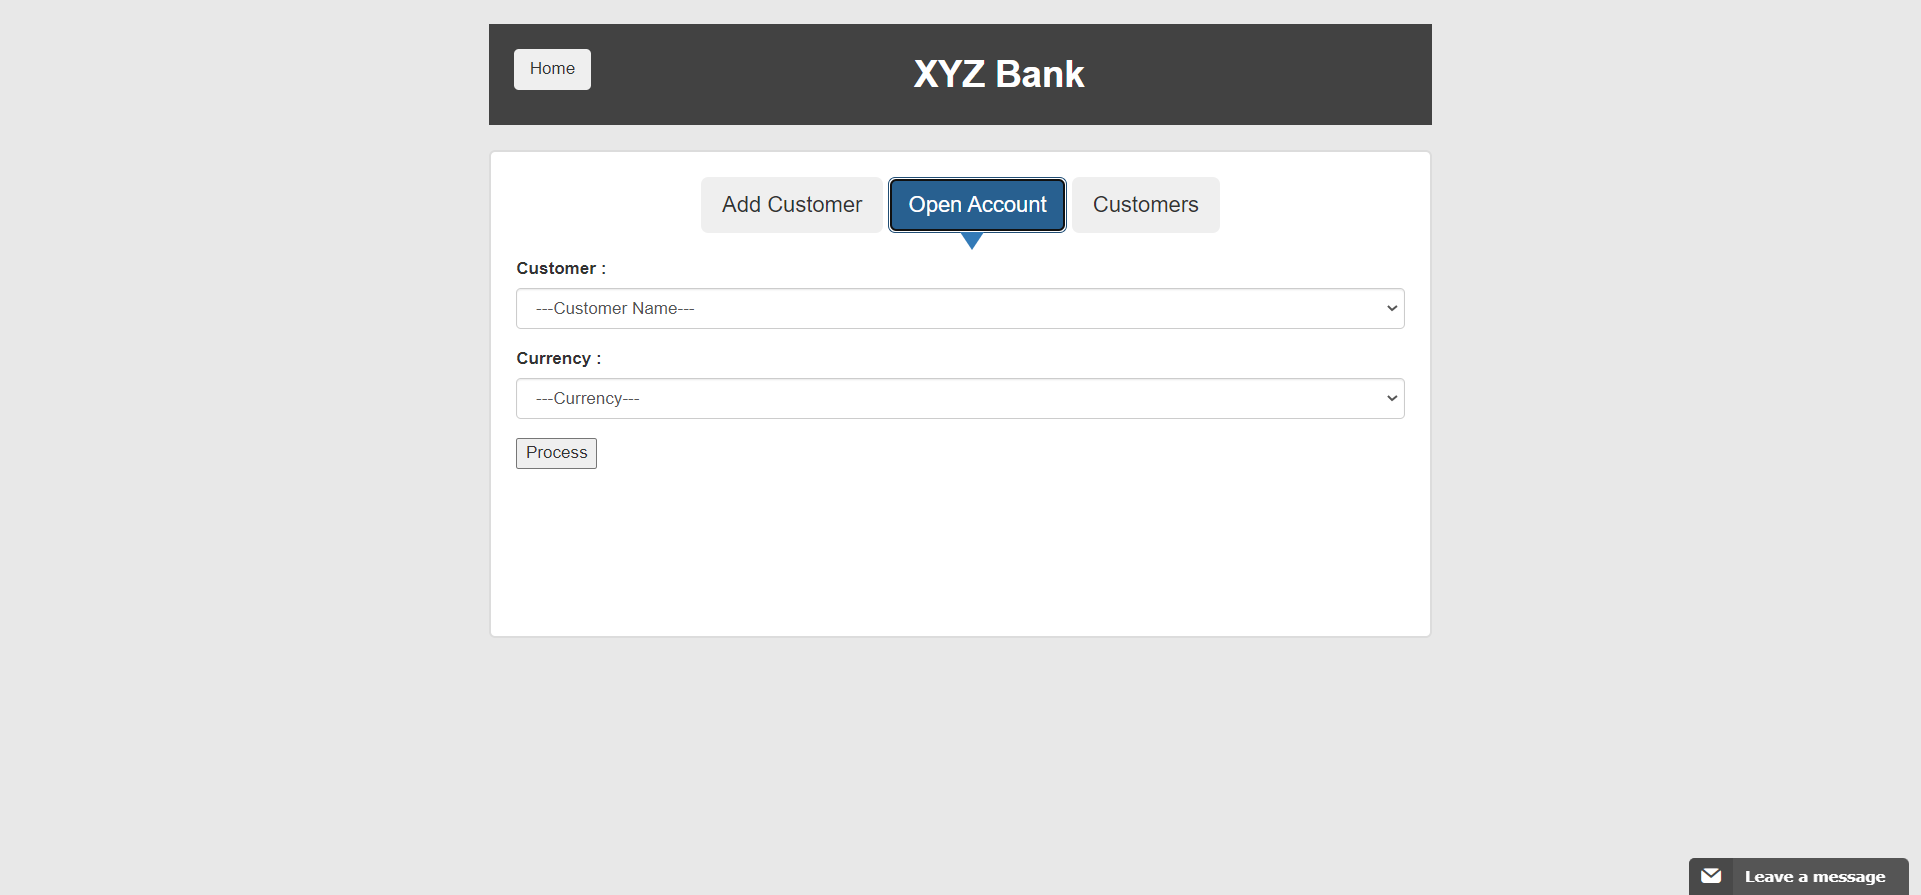 Home
XYZ Bank
Add Customer
Open Account
Customers
Customer :
---Customer Name---
Currency :
---Currency---
Process
Leave a message